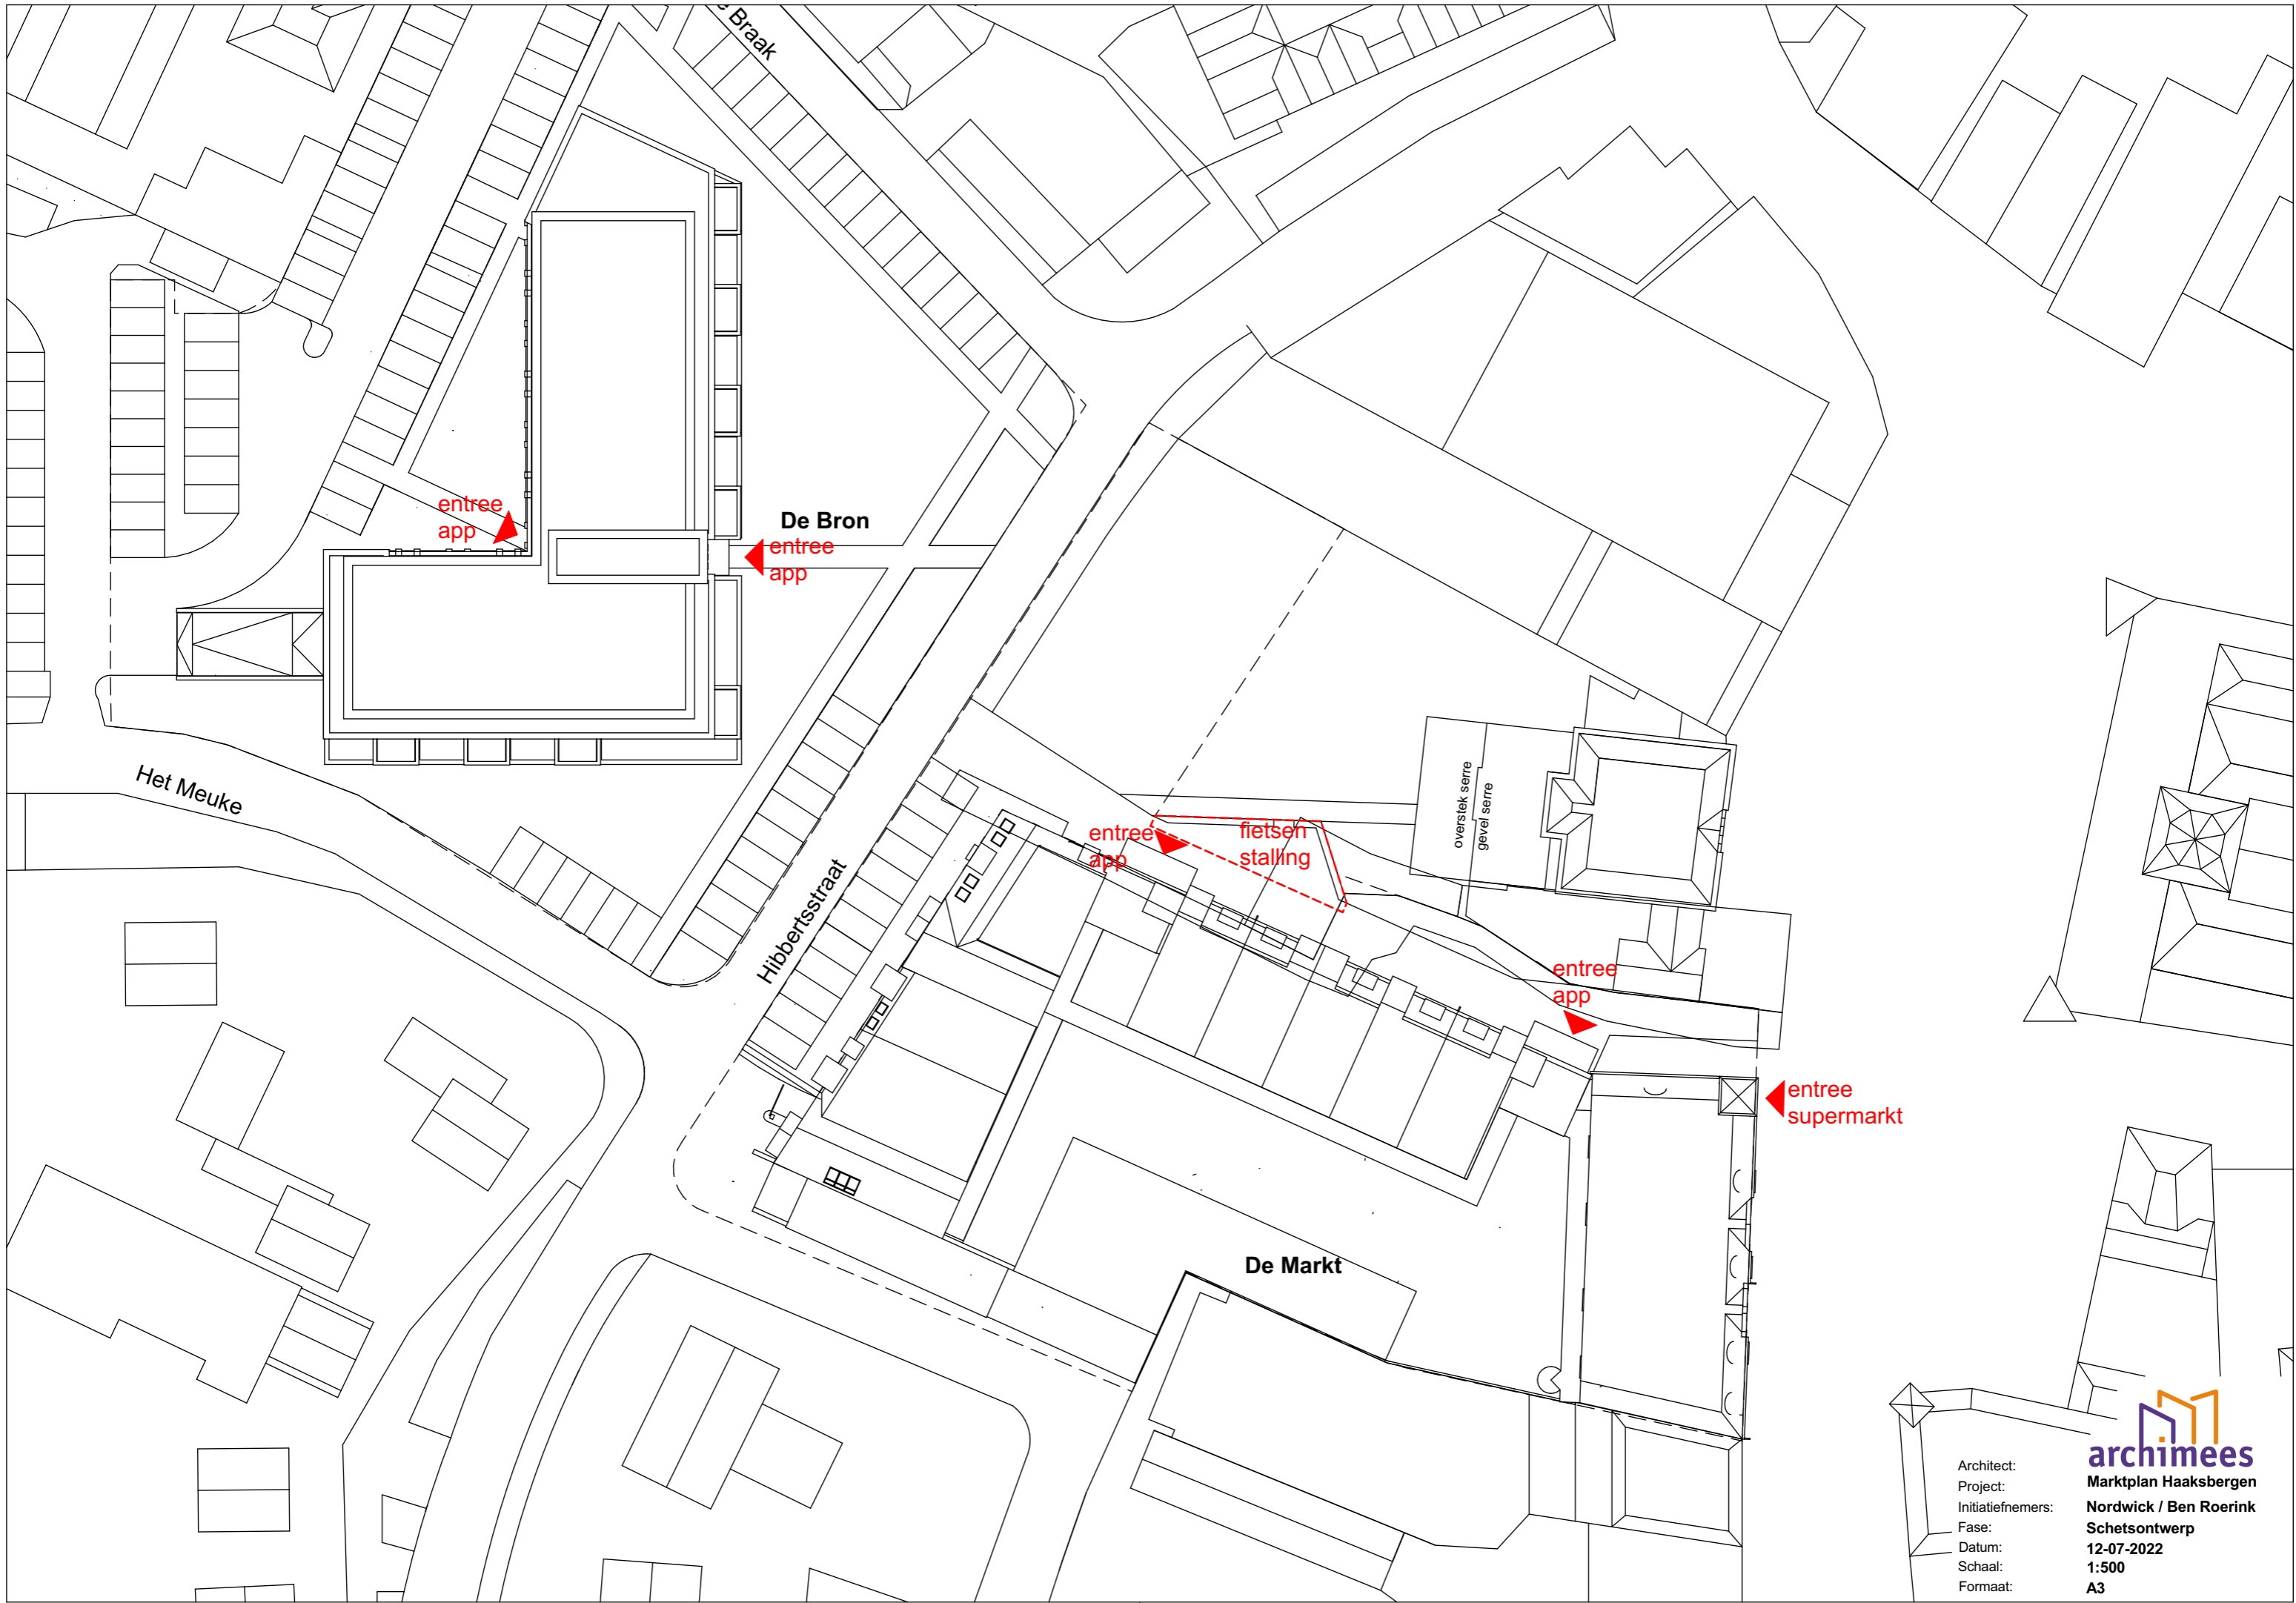 Braak
entree
app
De Bron
entree
app
Het Meuke
Hibbertsstraat
entree
app
fietsen
stalling
overstek serre
gevel serre
entree
app
entree
supermarkt
De Markt
archimees
Architect:
Project: Marktplan Haaksbergen
Initiatiefnemers: Nordwick / Ben Roerink
Fase: Schetsontwerp
Datum: 12-07-2022
Schaal: 1:500
Formaat: A3